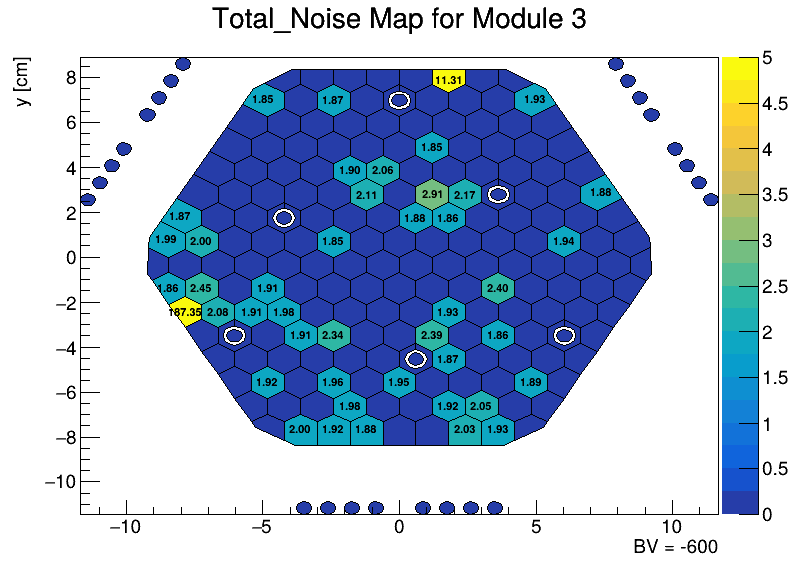 Total_Noise Map for Module 3
y [cm]
8
6
4
2
0
−2
−4
−6
−8
−10
11.31
1.85 1.87 1.93
1.85
1.90 2.06
2.11 2.91 2.17 1.88
1.87 1.88 1.86
1.99 2.00 1.85 1.94
1.86 2.45 1.91 2.40
187.35 2.08 1.91 1.98 1.93
1.91 2.34 2.39 1.86
1.87
1.92 1.96 1.95 1.89
1.98 1.92 2.05
2.00 1.92 1.88 2.03 1.93
5
4.5
4
3.5
3
2.5
2
1.5
1
0.5
0
−10 −5 0 5 10
BV = -600